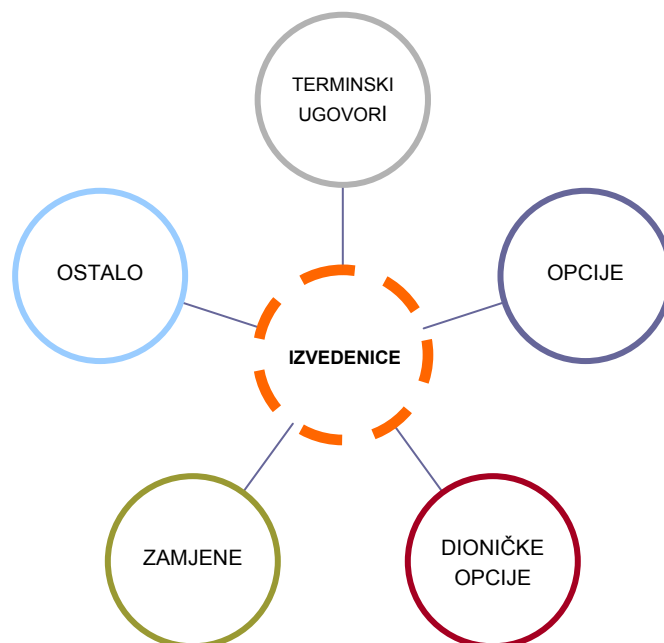 TERMINSKI
UGOVORI
OSTALO
OPCIJE
IZVEDENICE
ZAMJENE
DIONIČKE
OPCIJE